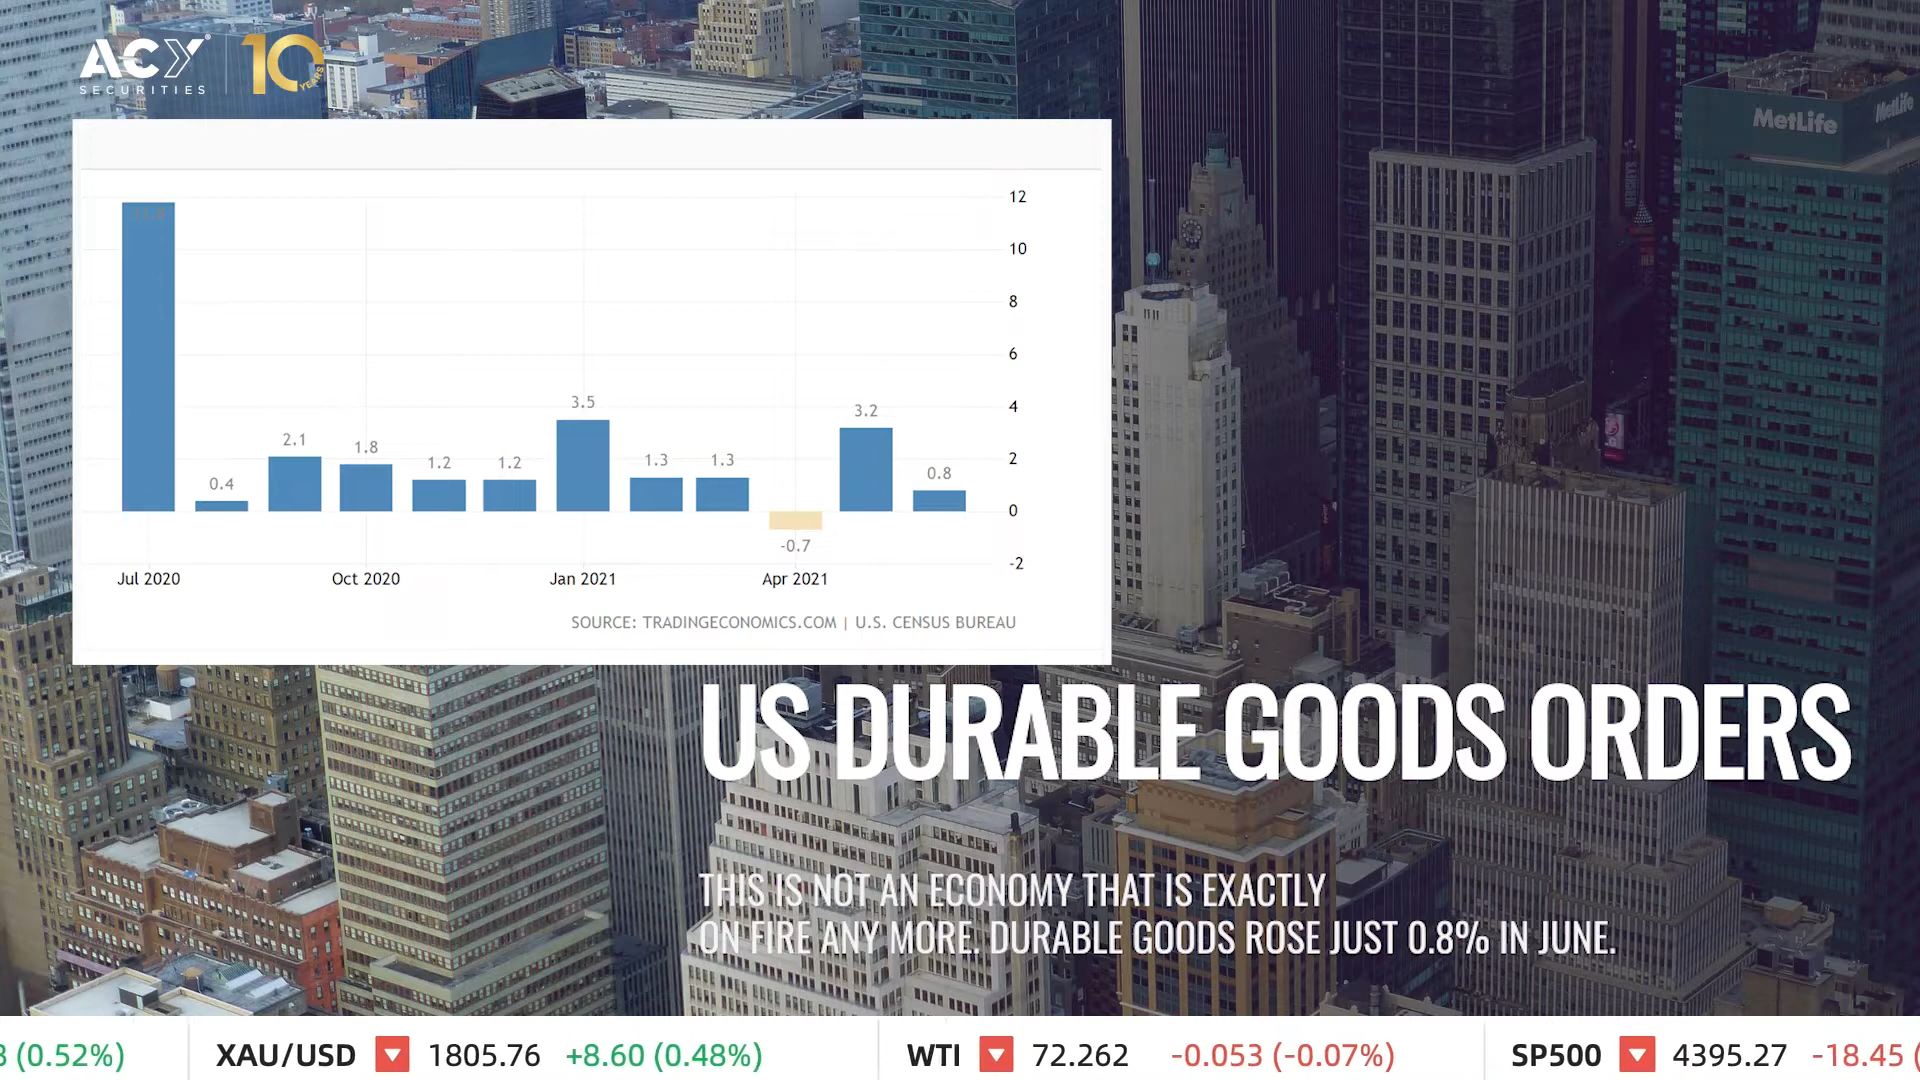 ACY
SECURITIES
10
YEARS
MetLife
MetLife
12
10
8
6
4
2
0
-2
0.4
2.1
1.8
1.2
1.2
3.5
1.3
1.3
-0.7
3.2
0.8
Jul 2020
Oct 2020
Jan 2021
Apr 2021
SOURCE: TRADINGECONOMICS.COM | U.S. CENSUS BUREAU
US DURABLE GOODS ORDERS
THIS IS NOT AN ECONOMY THAT IS EXACTLY
ON FIRE ANY MORE. DURABLE GOODS ROSE JUST 0.8% IN JUNE.
(0.52%) XAU/USD 1805.76 +8.60 (0.48%) WTI 72.262 -0.053 (-0.07%) SP500 4395.27 -18.45 (